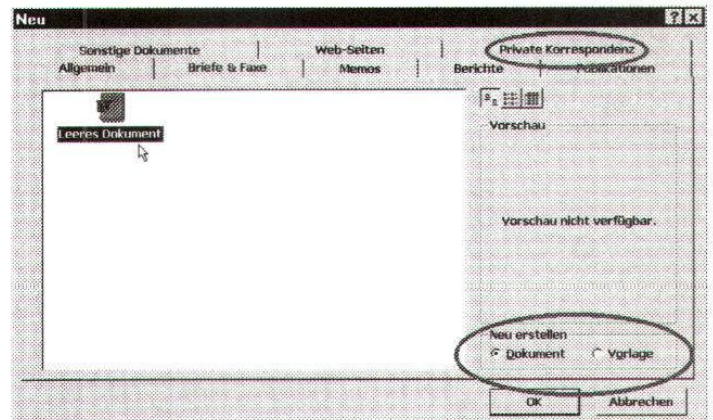 Neu
Sonstige Dokumente Web-Seiten Private Korrespondenz
Allgemein Briefe & Faxe Memos Berichte Publikationen
Leeres Dokument
Vorschau
Vorschau nicht verfügbar.
Neu erstellen
Dokument Vorlage
OK Abbrechen